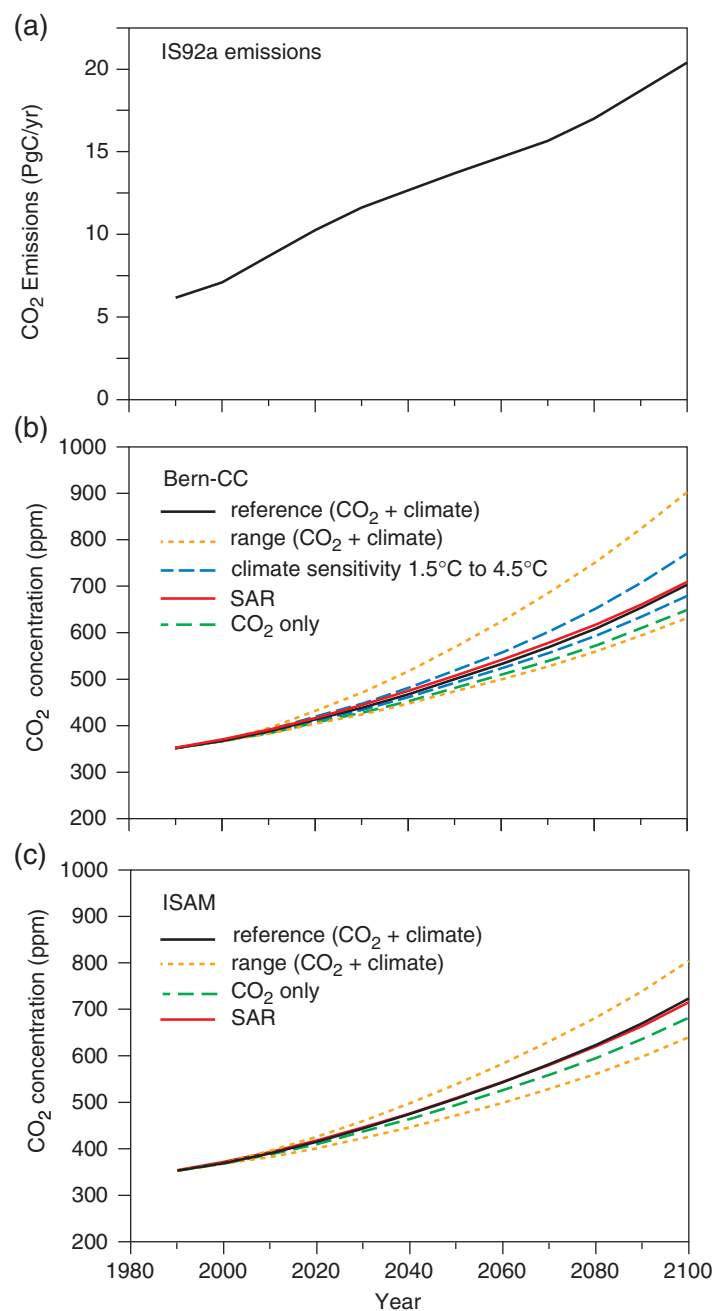 (a)
IS92a emissions
CO2 Emissions (PgC/yr)
20
15
10
5
0
(b)
Bern-CC
reference (CO2 + climate)
range (CO2 + climate)
climate sensitivity 1.5°C to 4.5°C
SAR
CO2 only
CO2 concentration (ppm)
1000
900
800
700
600
500
400
300
200
(c)
ISAM
reference (CO2 + climate)
range (CO2 + climate)
CO2 only
SAR
CO2 concentration (ppm)
1000
900
800
700
600
500
400
300
200
1980 2000 2020 2040 2060 2080 2100
Year